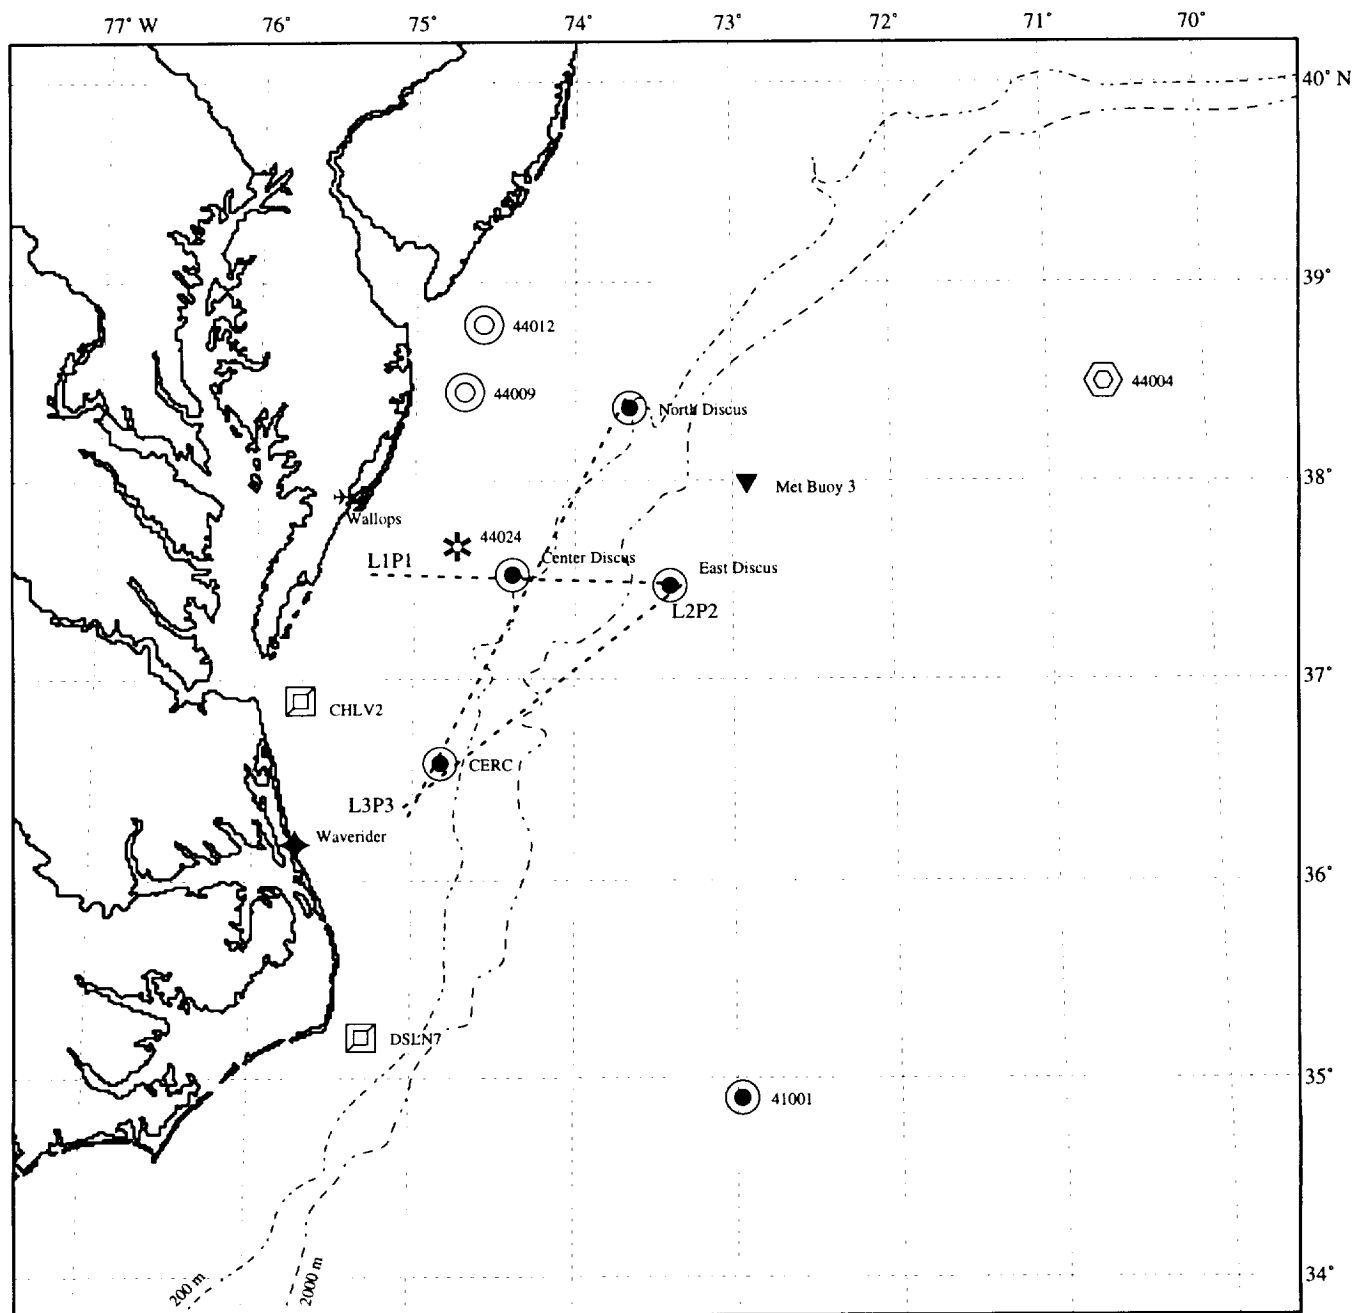 77° W 76° 75° 74° 73° 72° 71° 70°
40° N
39°
44012
44004
44009
North Discus
38°
Met Buoy 3
Wallops
44024
Center Discus
L1P1
East Discus
L2P2
37°
CHLV2
CERC
L3P3
Waverider
36°
DSLN7
35°
41001
200 m
2000 m
34°